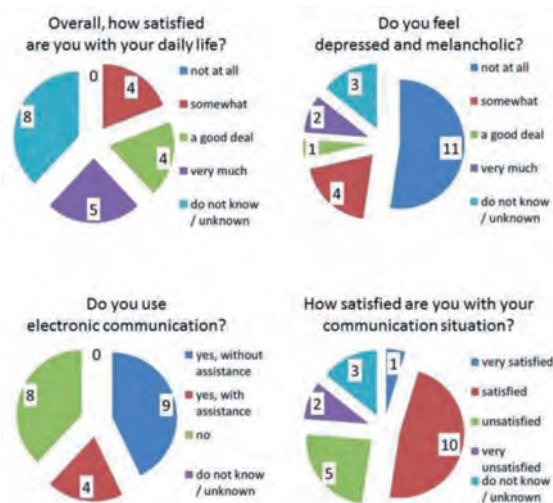 Overall, how satisfied
are you with your daily life?
0
4
4
5
8
not at all
somewhat
a good deal
very much
do not know
/ unknown
Do you feel
depressed and melancholic?
11
4
1
2
3
not at all
somewhat
a good deal
very much
do not know
/ unknown
Do you use
electronic communication?
0
9
4
8
yes, without
assistance
yes, with
assistance
no
do not know
/ unknown
How satisfied are you with your
communication situation?
1
10
5
2
3
very satisfied
satisfied
unsatisfied
very
unsatisfied
do not know
/ unknown